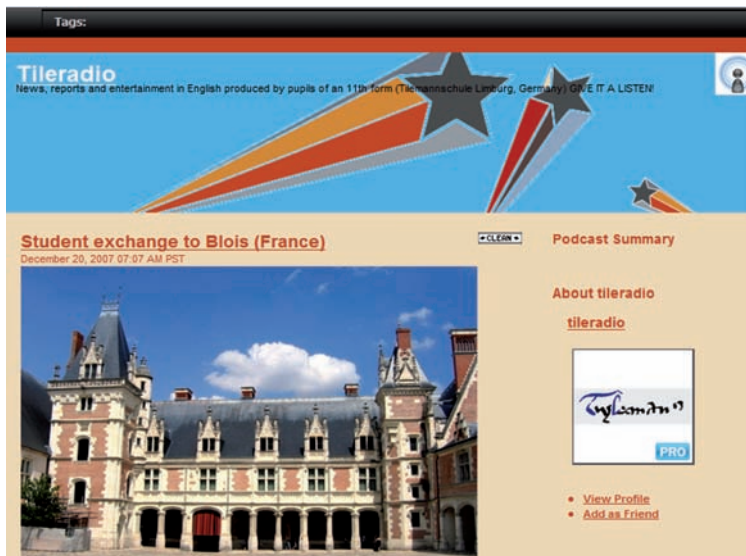 Tags:
Tileradio
News, reports and entertainment in English produced by pupils of an 11th form (Tilemannschule Limburg, Germany) GIVE IT A LISTEN!
Student exchange to Blois (France)
December 20, 2007 07:07 AM PST
CLEAN
Podcast Summary
About tileradio
tileradio
PRO
View Profile
Add as Friend